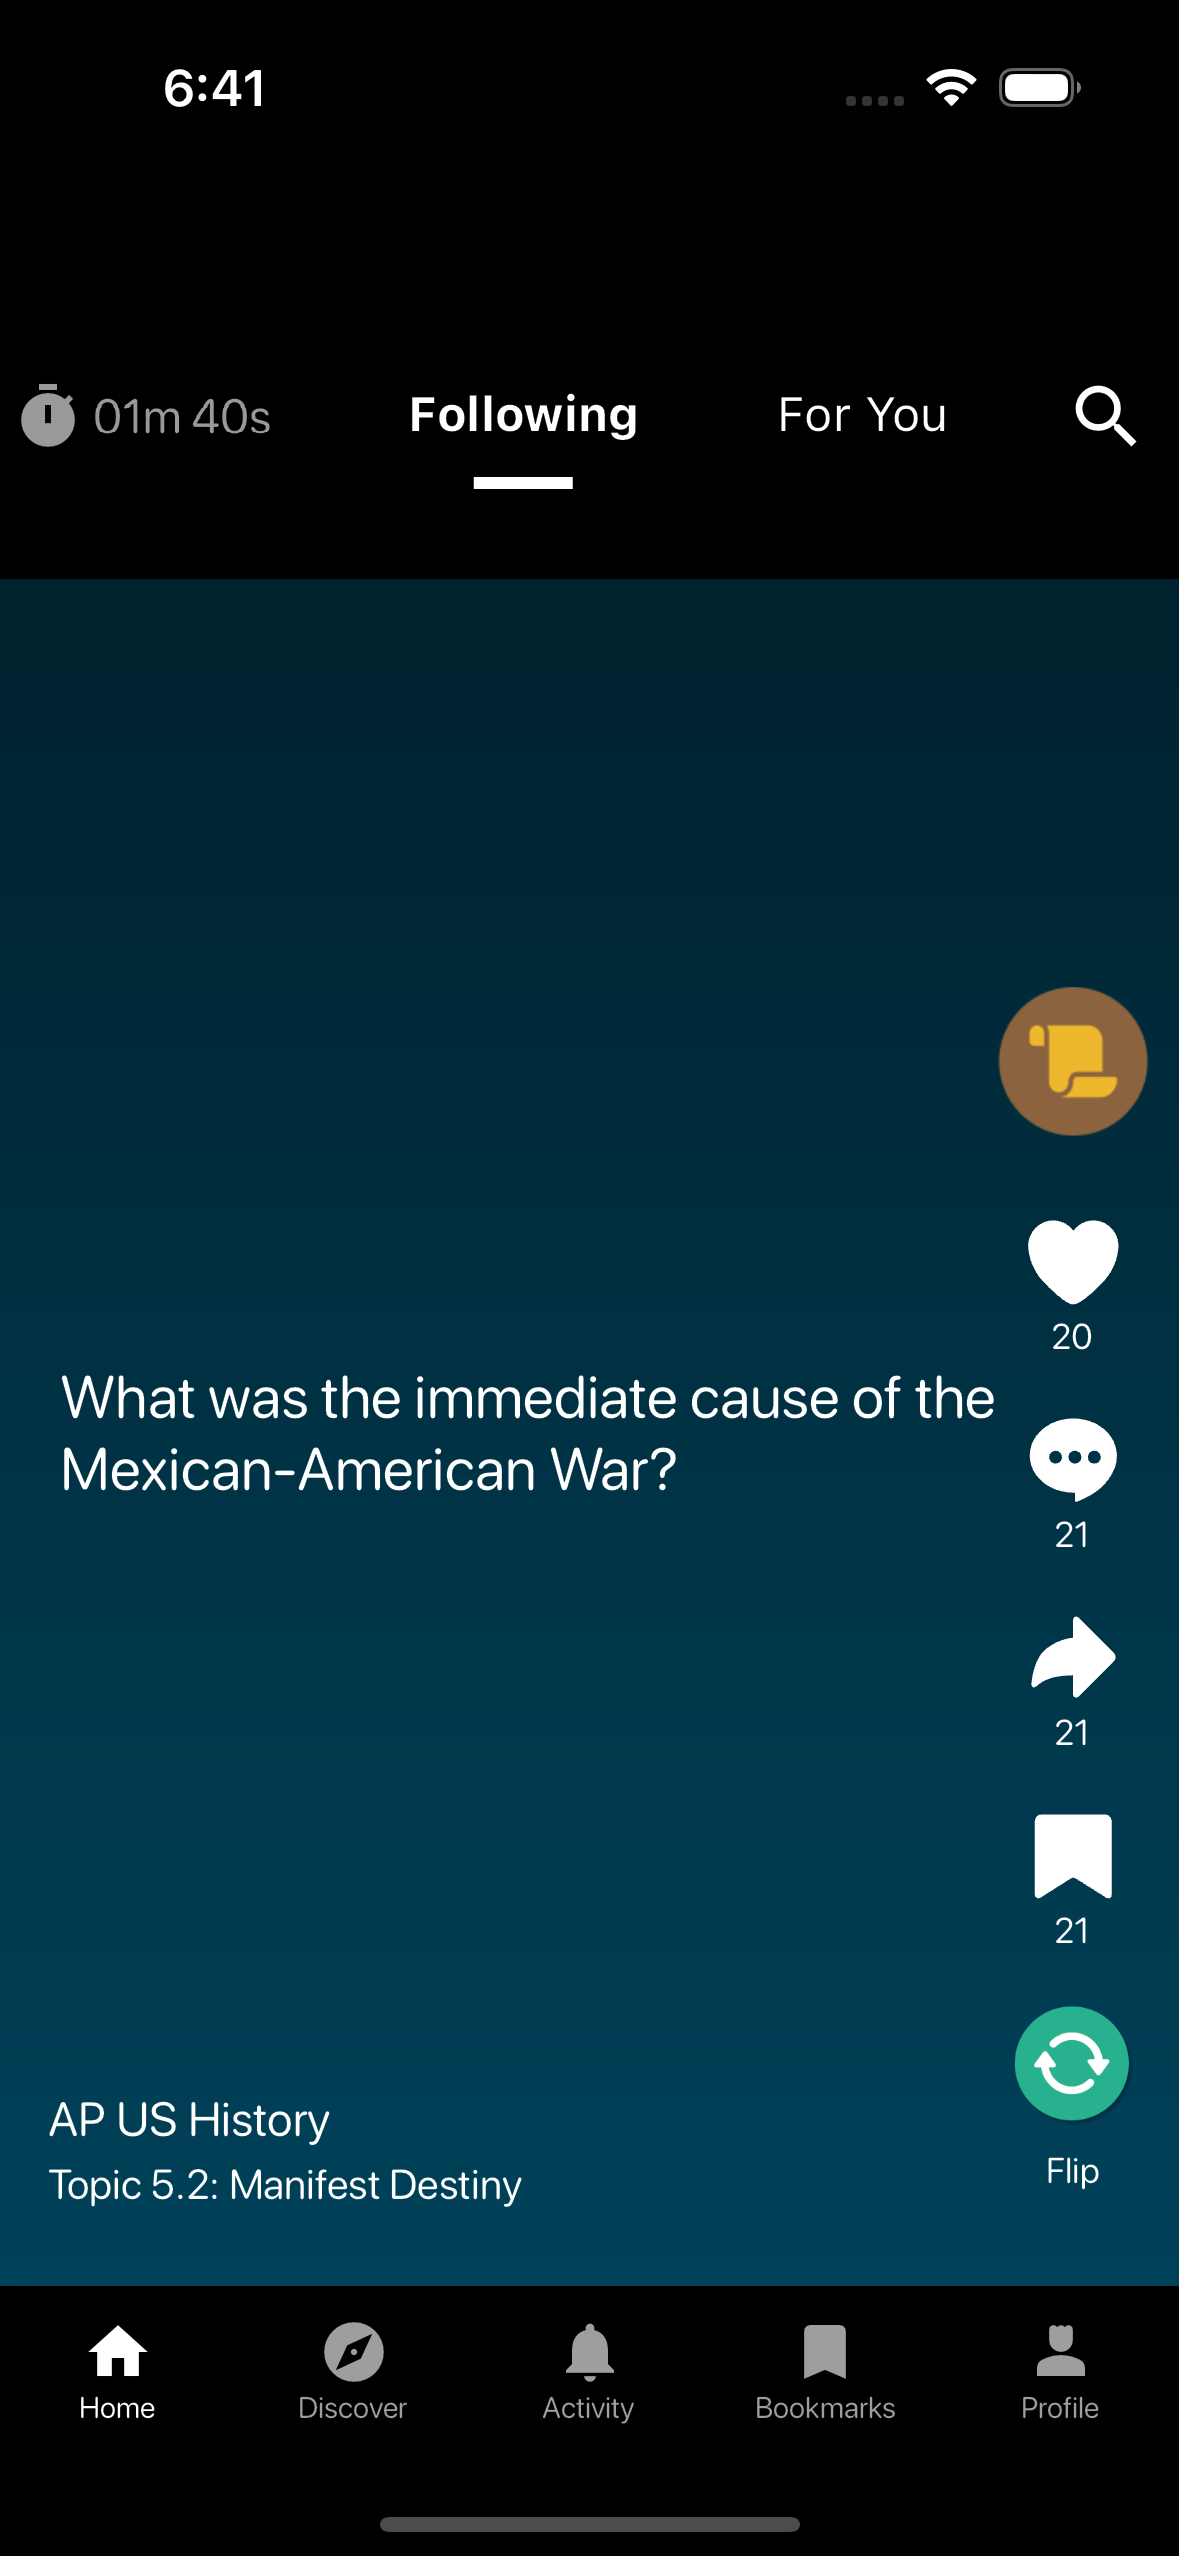 6:41
01m 40s
Following
For You
20
What was the immediate cause of the
Mexican-American War?
21
21
21
AP US History
Topic 5.2: Manifest Destiny
Flip
Home
Discover
Activity
Bookmarks
Profile